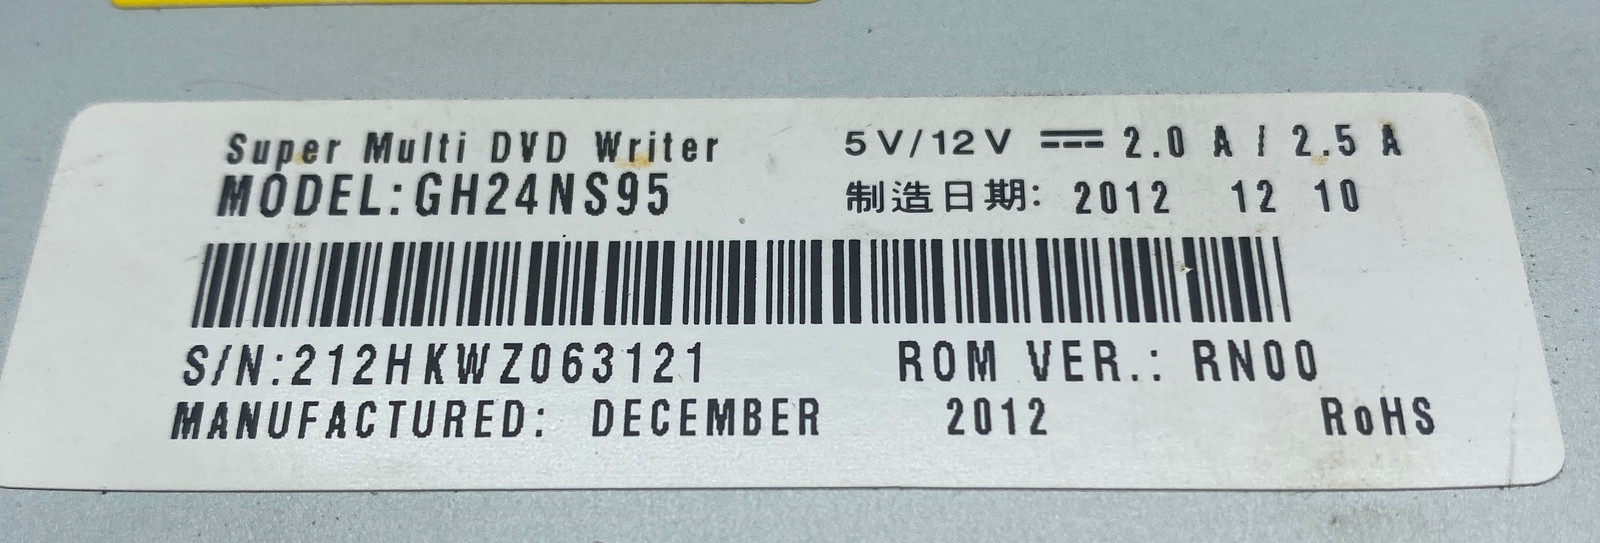 Super Multi DVD Writer 5V/12V ⎓ 2.0 A / 2.5 A
MODEL:GH24NS95 制造日期: 2012 12 10
S/N:212HKWZ063121 ROM VER.: RN00
MANUFACTURED: DECEMBER 2012 RoHS